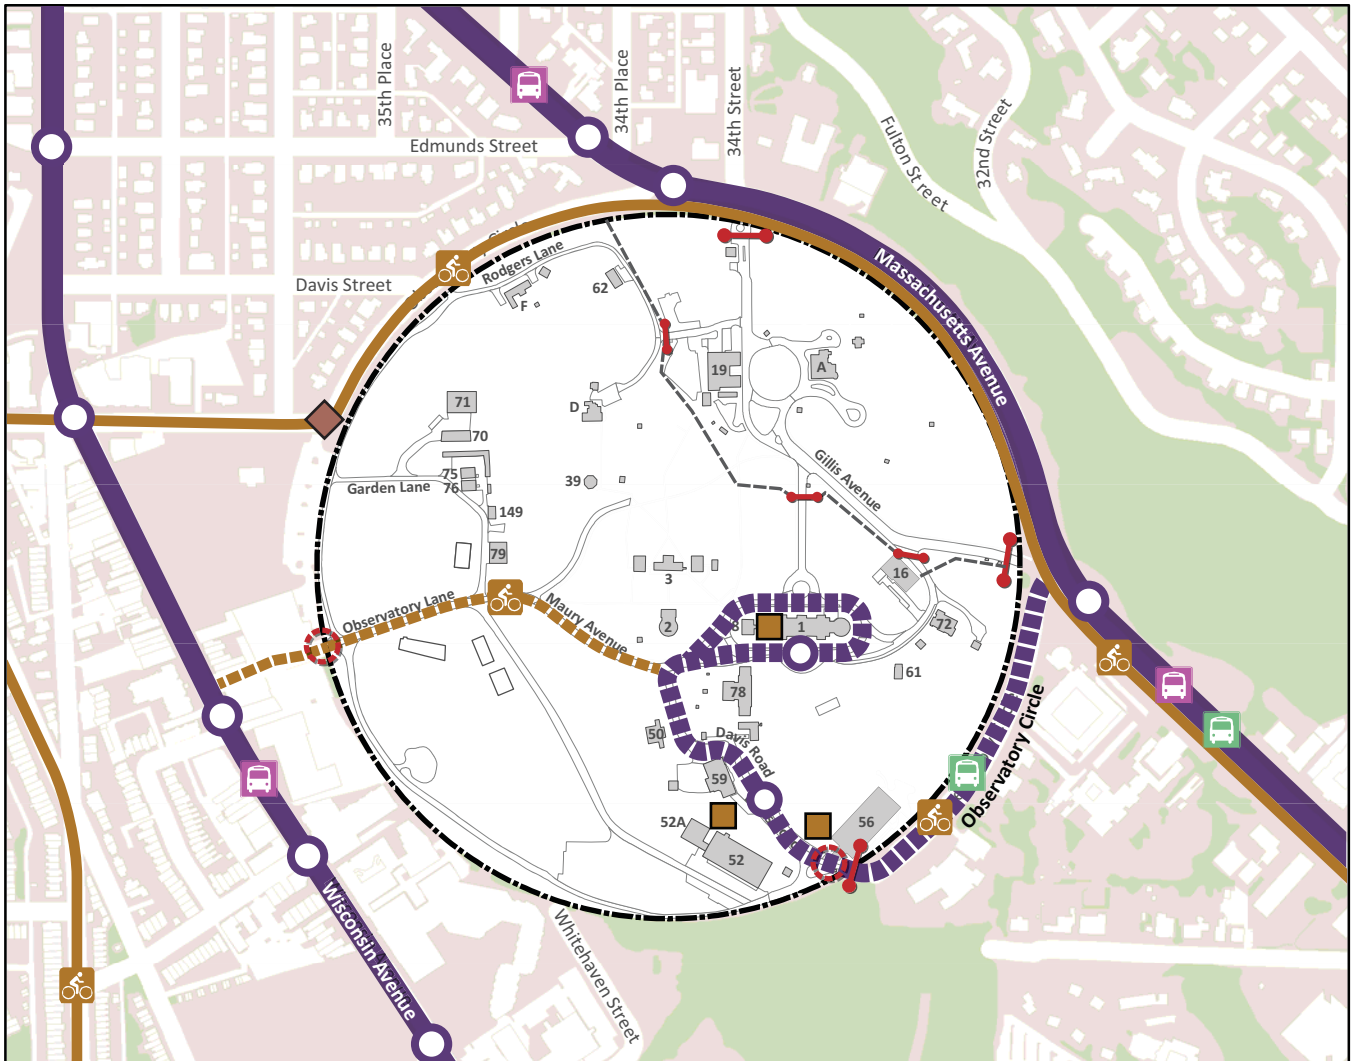 35th Place
34th Place
34th Street
Edmunds Street
Fulton Street
32nd Street
Massachusetts Avenue
Davis Street
Rodgers Lane
F
62
19
A
D
71
70
75
76
Garden Lane
39
149
79
Gillis Avenue
3
16
Observatory Lane
Maury Avenue
2
1
72
61
78
50
Davis Road
59
52A
52
56
Observatory Circle
Wisconsin Avenue
Whitehaven Street